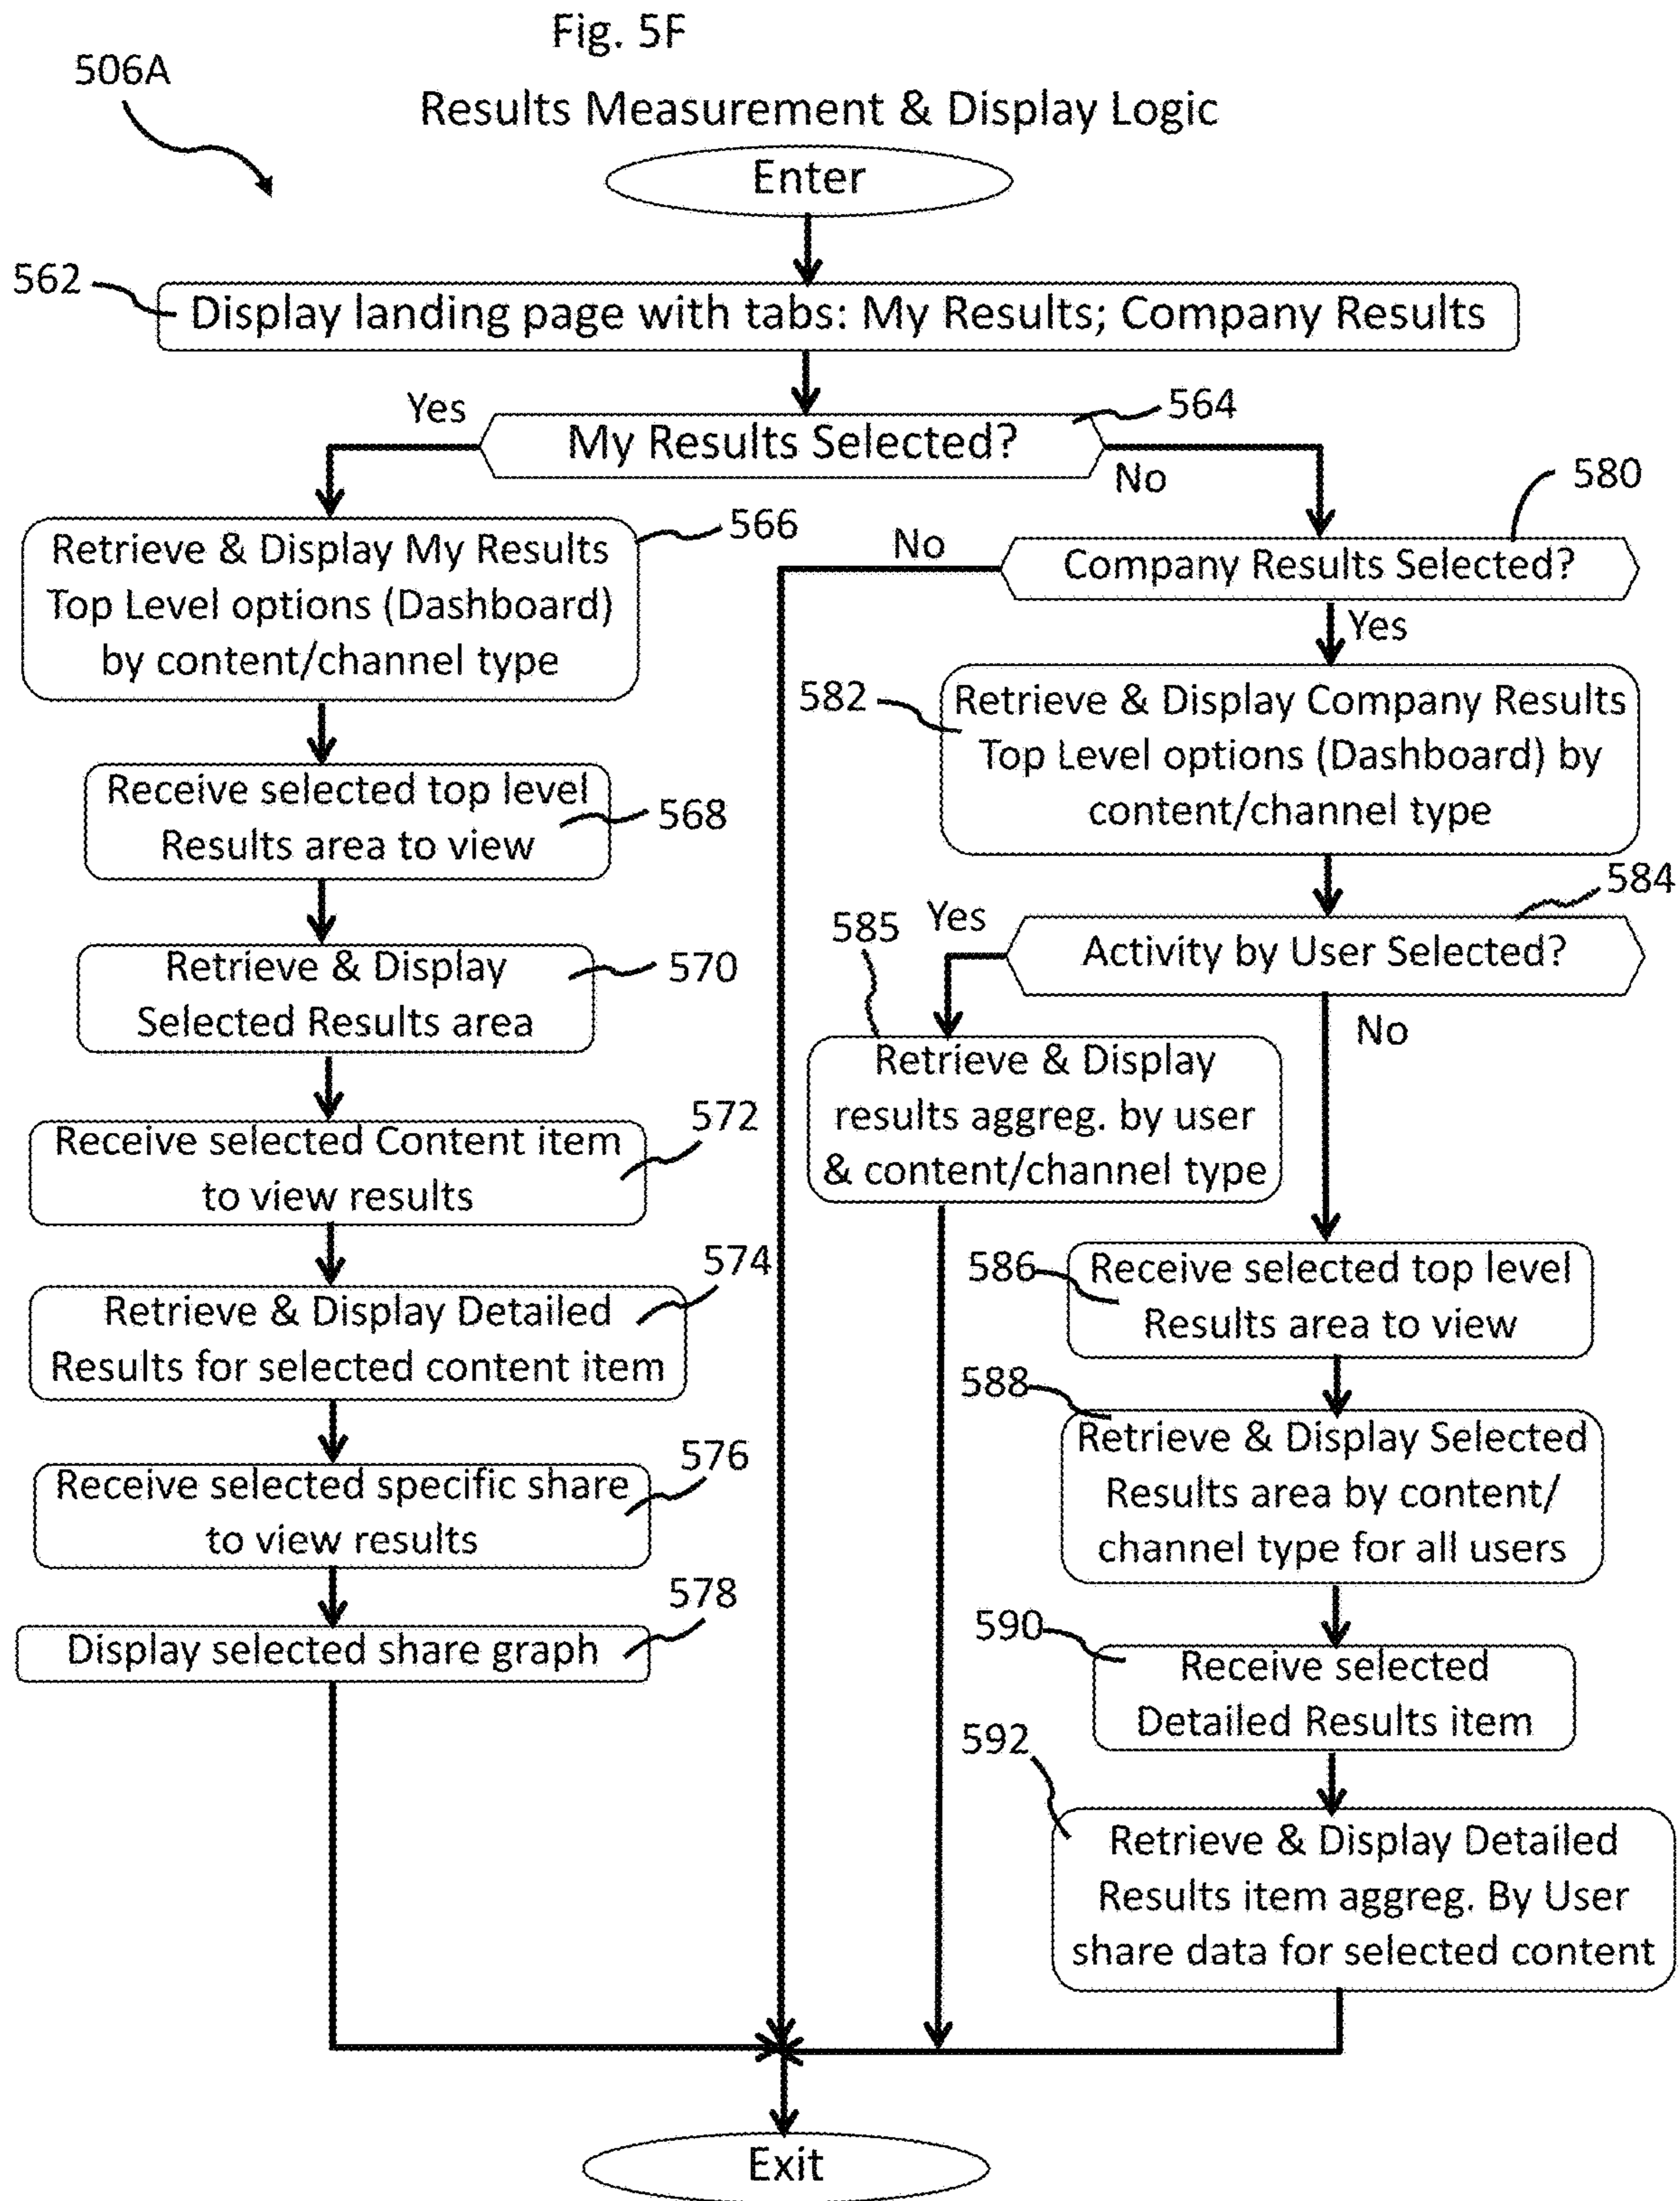 Fig. 5F
506A
Results Measurement & Display Logic
Enter
562
Display landing page with tabs: My Results; Company Results
Yes
564
My Results Selected?
No
580
566
Retrieve & Display My Results
Top Level options (Dashboard)
by content/channel type
No
Company Results Selected?
Yes
582
Retrieve & Display Company Results
Top Level options (Dashboard) by
content/channel type
Receive selected top level
Results area to view
568
584
585
Yes
Activity by User Selected?
No
Retrieve & Display
Selected Results area
570
Retrieve & Display
results aggreg. by user
& content/channel type
572
Receive selected Content item
to view results
574
Retrieve & Display Detailed
Results for selected content item
586
Receive selected top level
Results area to view
588
Retrieve & Display Selected
Results area by content/
channel type for all users
576
Receive selected specific share
to view results
578
Display selected share graph
590
Receive selected
Detailed Results item
592
Retrieve & Display Detailed
Results item aggreg. By User
share data for selected content
Exit